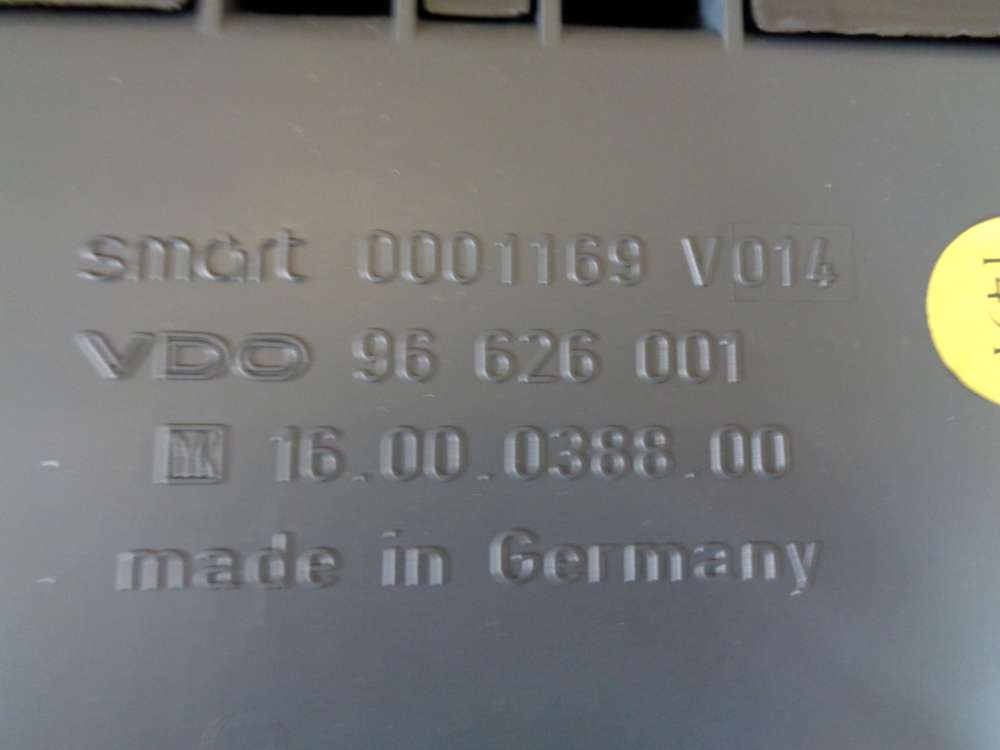 smart 0001169 V014
VDO 96 626 001
16.00.0388.00
made in Germany